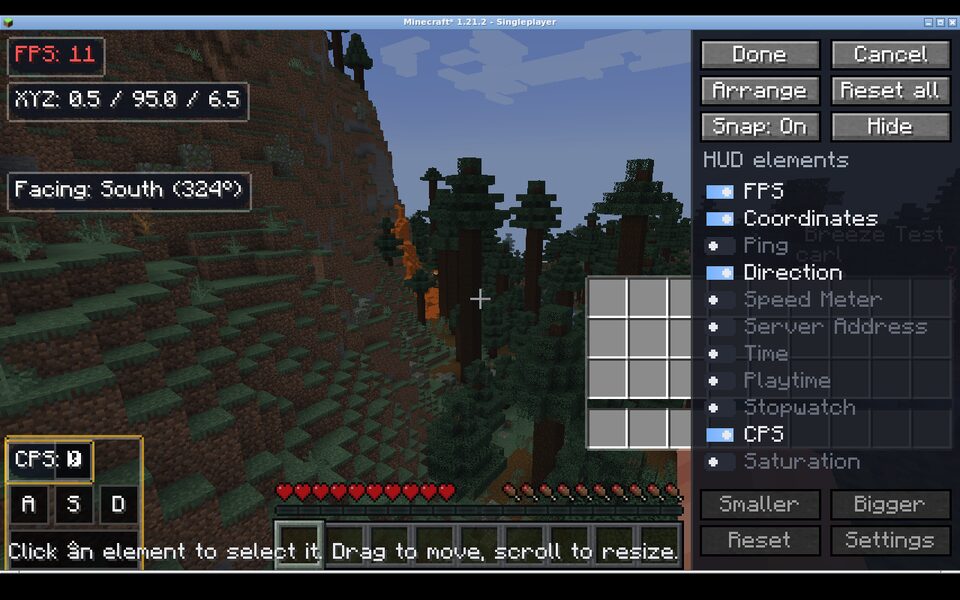 Minecraft* 1.21.2 - Singleplayer
FPS: 11
XYZ: 0.5 / 95.0 / 6.5
Facing: South (324°)
CPS: 0
A S D
Click an element to select it. Drag to move, scroll to resize.
Done Cancel
Arrange Reset all
Snap: On Hide
HUD elements
FPS
Coordinates
Ping
Direction
Speed Meter
Server Address
Time
Playtime
Stopwatch
CPS
Saturation
Smaller Bigger
Reset Settings
Breeze Test
carl